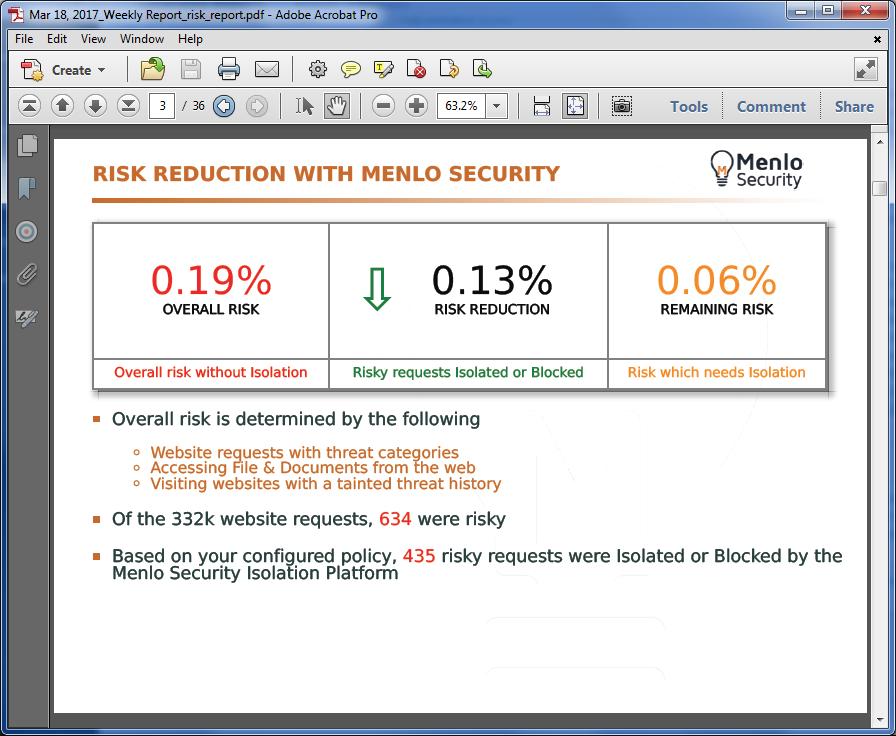 Mar 18, 2017_Weekly Report_risk_report.pdf - Adobe Acrobat Pro
File Edit View Window Help
Create
3 / 36 63.2% Tools Comment Share
RISK REDUCTION WITH MENLO SECURITY
Menlo
Security
0.19% 0.13% 0.06%
OVERALL RISK RISK REDUCTION REMAINING RISK
Overall risk without Isolation Risky requests Isolated or Blocked Risk which needs Isolation
Overall risk is determined by the following
Website requests with threat categories
Accessing File & Documents from the web
Visiting websites with a tainted threat history
Of the 332k website requests, 634 were risky
Based on your configured policy, 435 risky requests were Isolated or Blocked by the
Menlo Security Isolation Platform